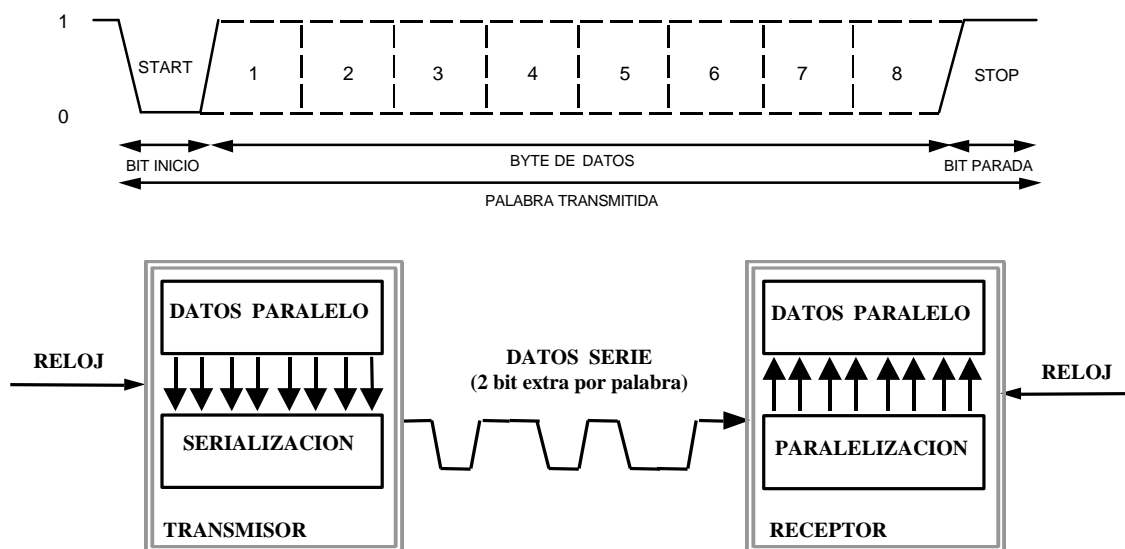 1
START
1 2 3 4 5 6 7 8
STOP
0
BIT INICIO
BYTE DE DATOS
BIT PARADA
PALABRA TRANSMITIDA
DATOS PARALELO
RELOJ
SERIALIZACION
TRANSMISOR
DATOS SERIE
(2 bit extra por palabra)
DATOS PARALELO
RELOJ
PARALELIZACION
RECEPTOR